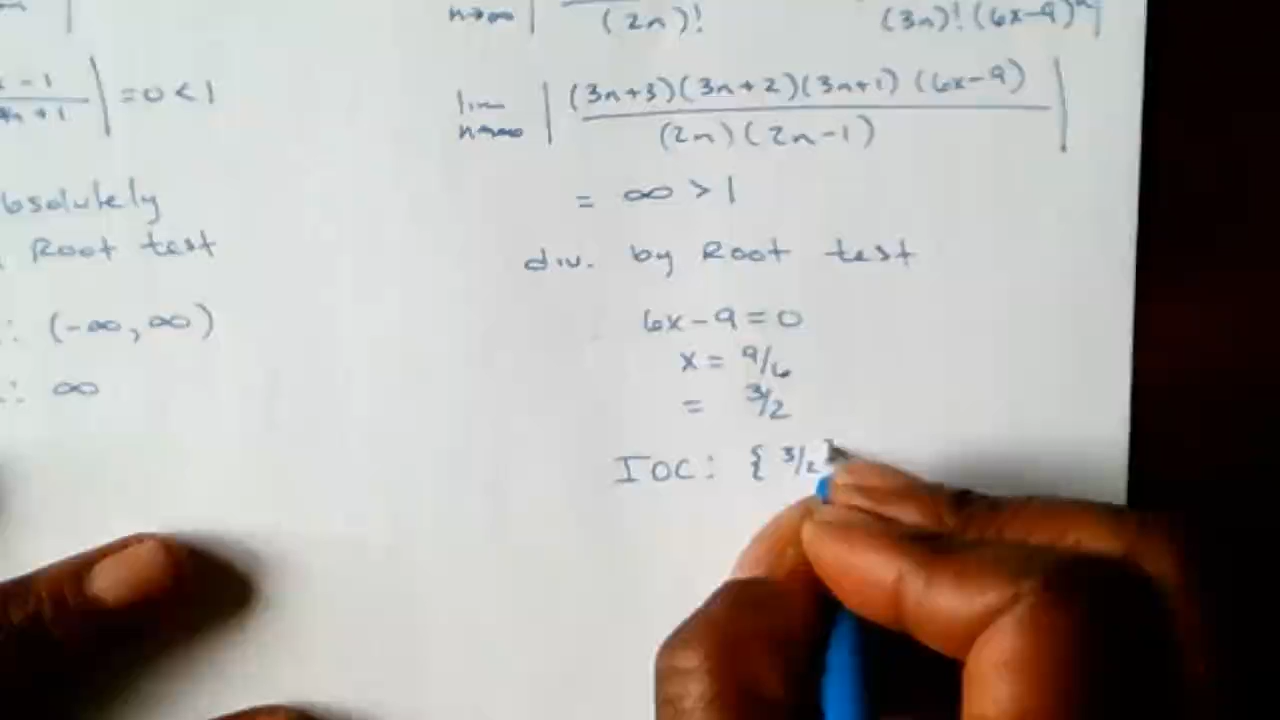 = 0 < 1
Root test
(-∞, ∞)
∞
n→∞ | (2n)! (3n)! (6x-9)ⁿ |
lim n→∞ | (3n+3)(3n+2)(3n+1) (6x-9)
(2n)(2n-1) |
= ∞ > 1
div. by Root test
6x-9=0
x = 9/6
= 3/2
IOC: { 3/2